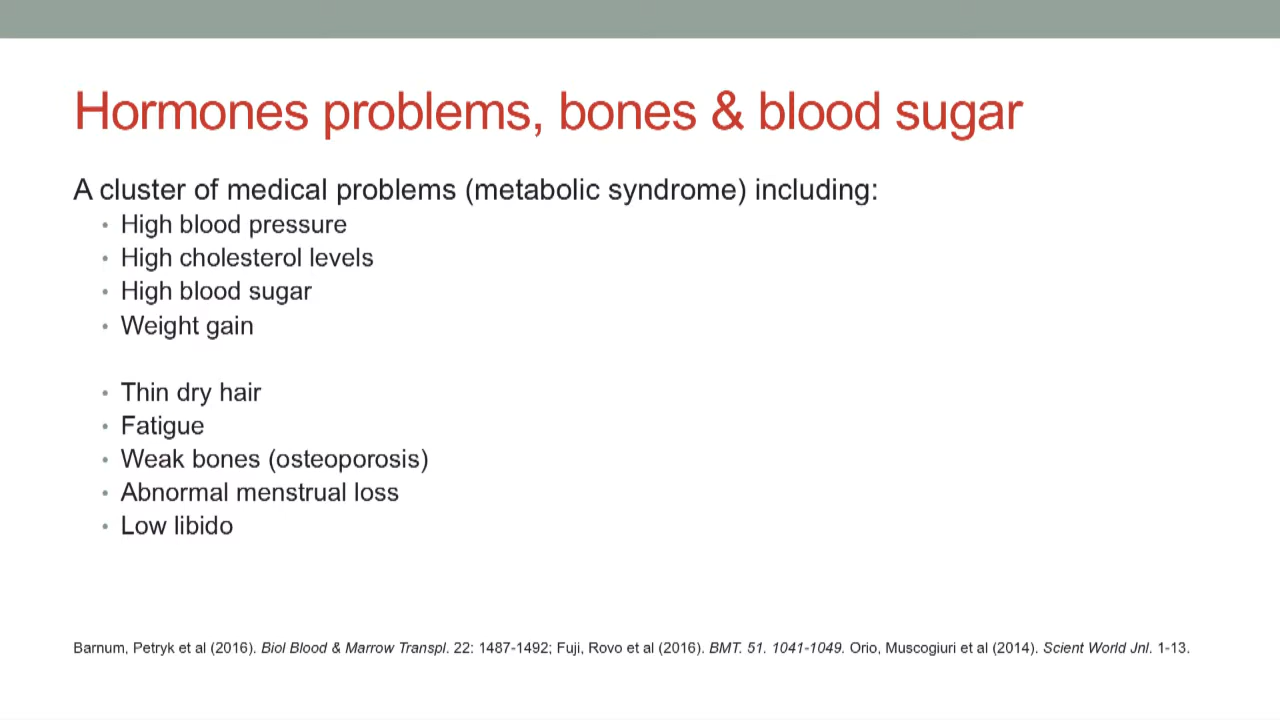 Hormones problems, bones & blood sugar
A cluster of medical problems (metabolic syndrome) including:
• High blood pressure
• High cholesterol levels
• High blood sugar
• Weight gain
• Thin dry hair
• Fatigue
• Weak bones (osteoporosis)
• Abnormal menstrual loss
• Low libido
Barnum, Petryk et al (2016). Biol Blood & Marrow Transpl. 22: 1487-1492; Fuji, Rovo et al (2016). BMT. 51. 1041-1049. Orio, Muscogiuri et al (2014). Scient World Jnl. 1-13.